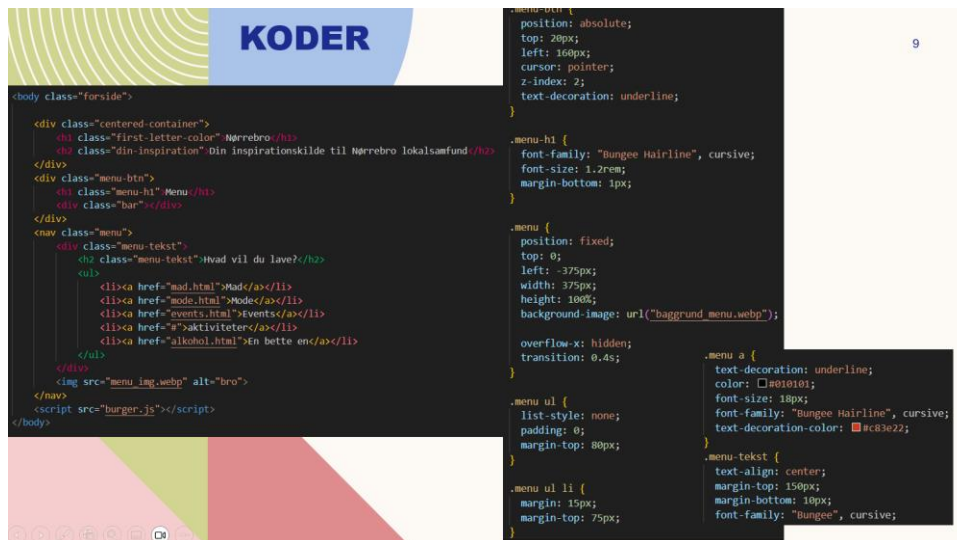 KODER
9
<body class="forside">
<div class="centered-container">
<h1 class="first-letter-color">Nørrebro</h1>
<h2 class="din-inspiration">Din inspirationskilde til Nørrebro lokalsamfund</h2>
</div>
<div class="menu-btn">
<h1 class="menu-h1">Menu</h1>
<div class="bar"></div>
</div>
<nav class="menu">
<div class="menu-tekst">
<h2 class="menu-tekst">Hvad vil du lave?</h2>
<ul>
<li><a href="mad.html">Mad</a></li>
<li><a href="mode.html">Mode</a></li>
<li><a href="events.html">Events</a></li>
<li><a href="#">aktiviteter</a></li>
<li><a href="alkohol.html">En bette en</a></li>
</ul>
</div>
<img src="menu_img.webp" alt="bro">
</nav>
<script src="burger.js"></script>
</body>
.menu-btn {
position: absolute;
top: 20px;
left: 160px;
cursor: pointer;
z-index: 2;
text-decoration: underline;
}
.menu-h1 {
font-family: "Bungee Hairline", cursive;
font-size: 1.2rem;
margin-bottom: 1px;
}
.menu {
position: fixed;
top: 0;
left: -375px;
width: 375px;
height: 100%;
background-image: url("baggrund_menu.webp");
overflow-x: hidden;
transition: 0.4s;
}
.menu ul {
list-style: none;
padding: 0;
margin-top: 80px;
}
.menu ul li {
margin: 15px;
margin-top: 75px;
}
.menu a {
text-decoration: underline;
color: #010101;
font-size: 18px;
font-family: "Bungee Hairline", cursive;
text-decoration-color: #c83e22;
}
.menu-tekst {
text-align: center;
margin-top: 150px;
margin-bottom: 10px;
font-family: "Bungee", cursive;